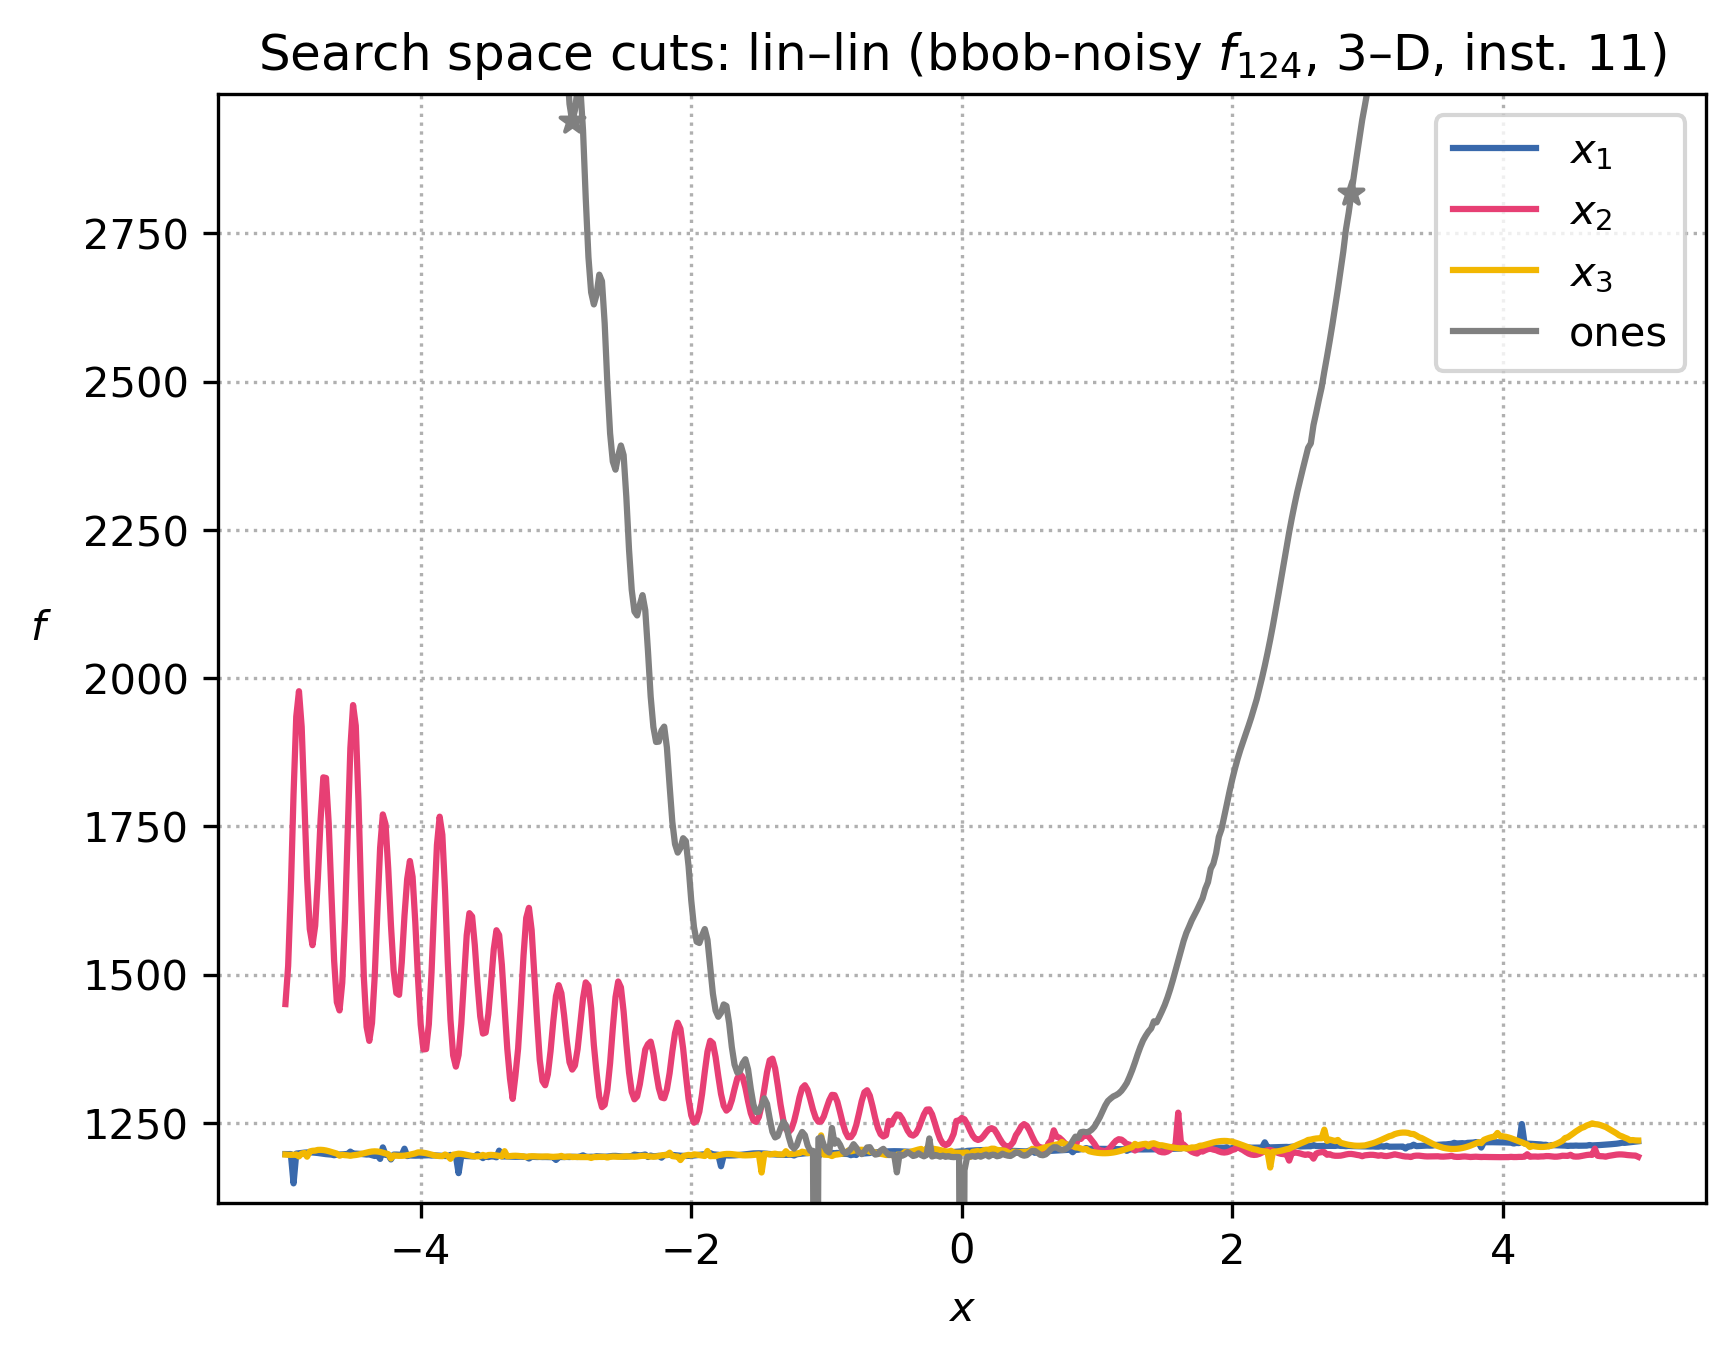 Search space cuts: lin–lin (bbob-noisy f124, 3–D, inst. 11)
x1
x2
x3
ones
2750
2500
2250
2000
1750
1500
1250
f
−4
−2
0
2
4
x